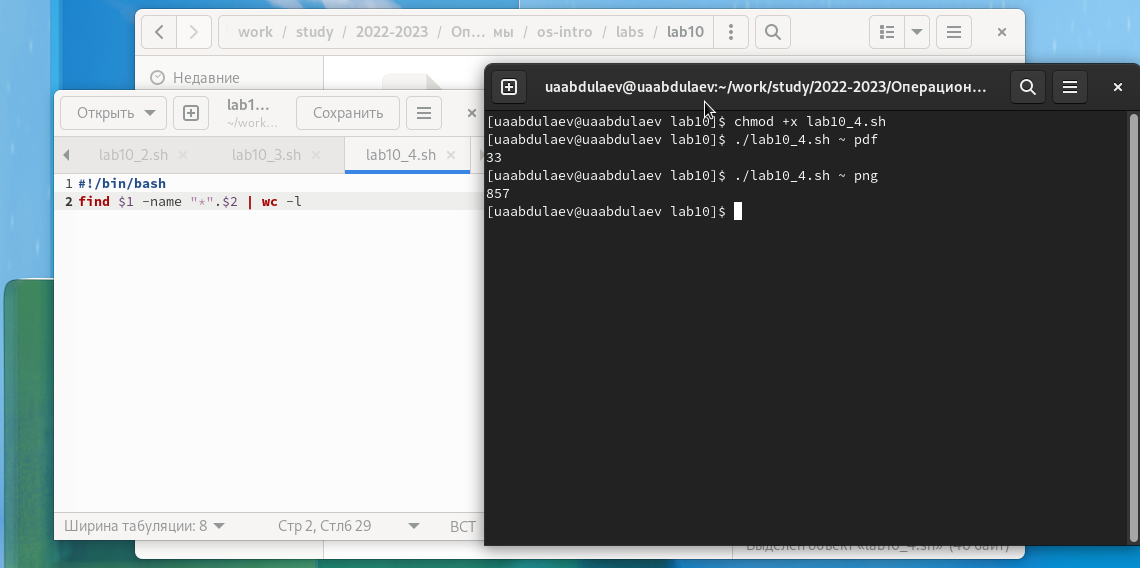 work / study / 2022-2023 / Оп… мы / os-intro / labs / lab10
Недавние
Открыть
lab1…
~/work…
Сохранить
lab10_2.sh
lab10_3.sh
lab10_4.sh
1 #!/bin/bash
2 find $1 -name "*".$2 | wc -l
Ширина табуляции: 8
Стр 2, Стлб 29
ВСТ
uaabdulaev@uaabdulaev:~/work/study/2022-2023/Операцион…
[uaabdulaev@uaabdulaev lab10]$ chmod +x lab10_4.sh
[uaabdulaev@uaabdulaev lab10]$ ./lab10_4.sh ~ pdf
33
[uaabdulaev@uaabdulaev lab10]$ ./lab10_4.sh ~ png
857
[uaabdulaev@uaabdulaev lab10]$
Выделен объект «lab10_4.sh» (40 байт)